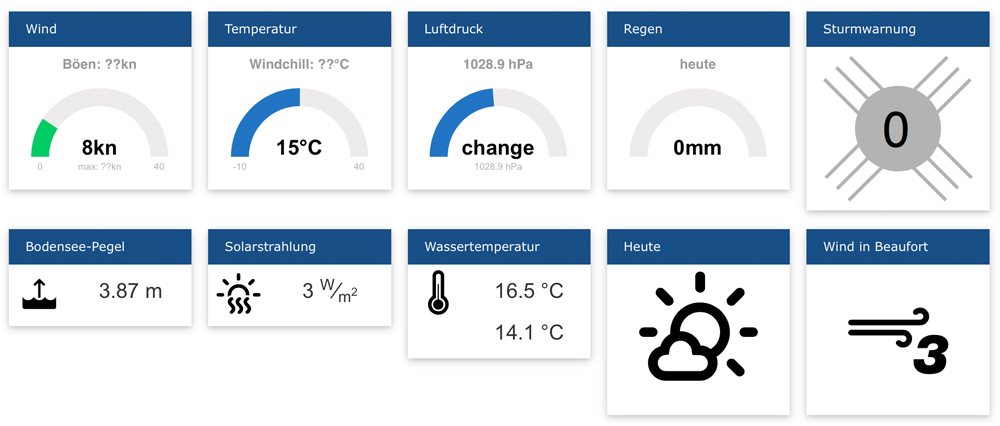 Wind
Böen: ??kn
8kn
0 max: ??kn 40
Temperatur
Windchill: ??°C
15°C
-10 40
Luftdruck
1028.9 hPa
change
1028.9 hPa
Regen
heute
0mm
Sturmwarnung
0
Bodensee-Pegel
3.87 m
Solarstrahlung
3 W/m²
Wassertemperatur
16.5 °C
14.1 °C
Heute
Wind in Beaufort
3